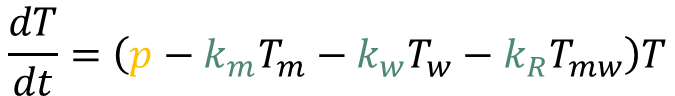 dT/dt = (p − k_m T_m − k_w T_w − k_R T_mw)T